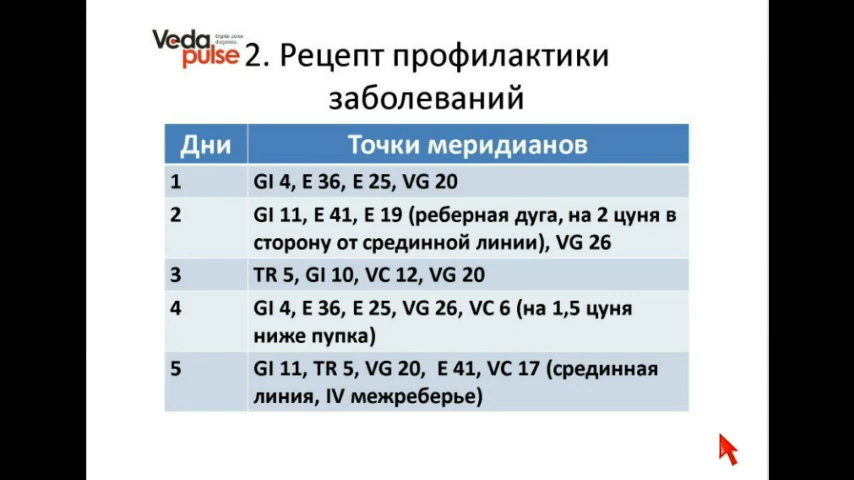 Veda
pulse
Digital pulse
diagnosis
2. Рецепт профилактики
заболеваний
Дни Точки меридианов
1 GI 4, E 36, E 25, VG 20
2 GI 11, E 41, E 19 (реберная дуга, на 2 цуня в
сторону от срединной линии), VG 26
3 TR 5, GI 10, VC 12, VG 20
4 GI 4, E 36, E 25, VG 26, VC 6 (на 1,5 цуня
ниже пупка)
5 GI 11, TR 5, VG 20, E 41, VC 17 (срединная
линия, IV межреберье)